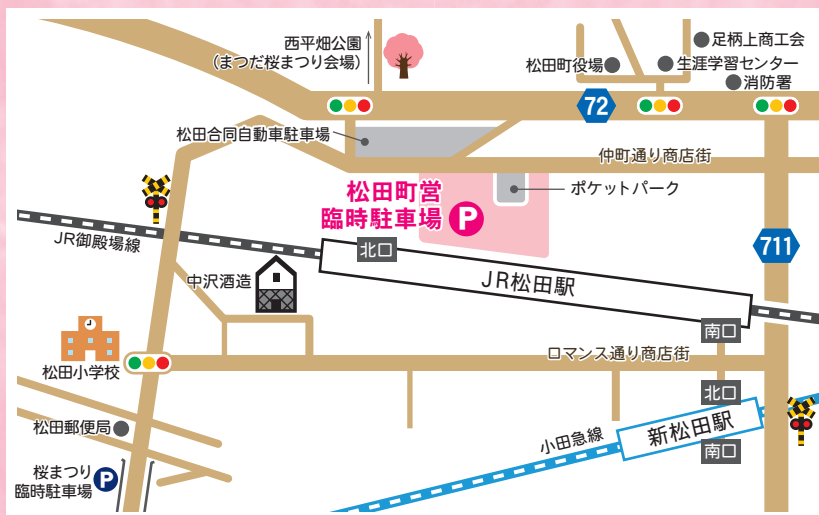 西平畑公園
(まつだ桜まつり会場)
足柄上商工会
松田町役場
生涯学習センター
消防署
72
松田合同自動車駐車場
仲町通り商店街
松田町営
臨時駐車場
P
ポケットパーク
JR御殿場線
北口
711
中沢酒造
JR松田駅
南口
ロマンス通り商店街
松田小学校
北口
松田郵便局
小田急線
新松田駅
南口
桜まつり
臨時駐車場
P